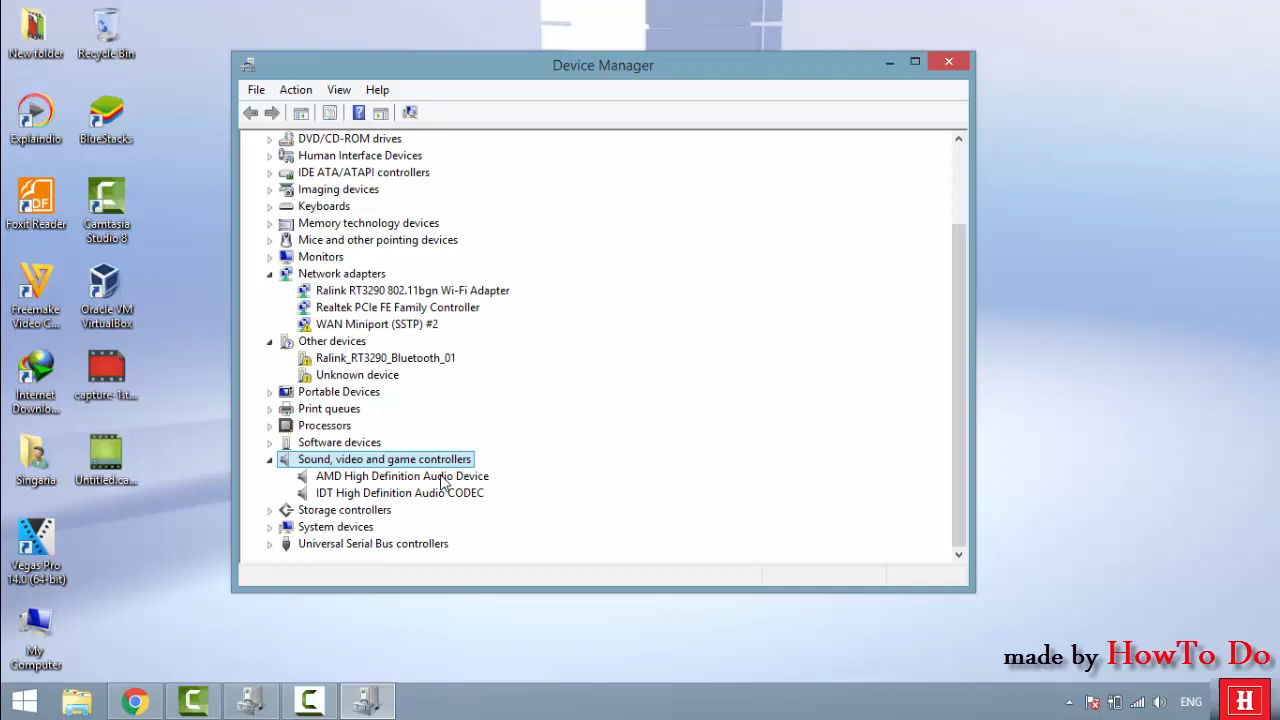 New folder
Recycle Bin
Explaindio
BlueStacks
Foxit Reader
Camtasia
Studio 8
Freemake
Video C...
Oracle VM
VirtualBox
Internet
Downlo...
capture-1.t...
Singaria
Untitled.ca...
Vegas Pro
14.0 (64-bit)
My
Computer
Device Manager
File Action View Help
DVD/CD-ROM drives
Human Interface Devices
IDE ATA/ATAPI controllers
Imaging devices
Keyboards
Memory technology devices
Mice and other pointing devices
Monitors
Network adapters
Ralink RT3290 802.11bgn Wi-Fi Adapter
Realtek PCIe FE Family Controller
WAN Miniport (SSTP) #2
Other devices
Ralink_RT3290_Bluetooth_01
Unknown device
Portable Devices
Print queues
Processors
Software devices
Sound, video and game controllers
AMD High Definition Audio Device
IDT High Definition Audio CODEC
Storage controllers
System devices
Universal Serial Bus controllers
made by HowTo Do
ENG
H